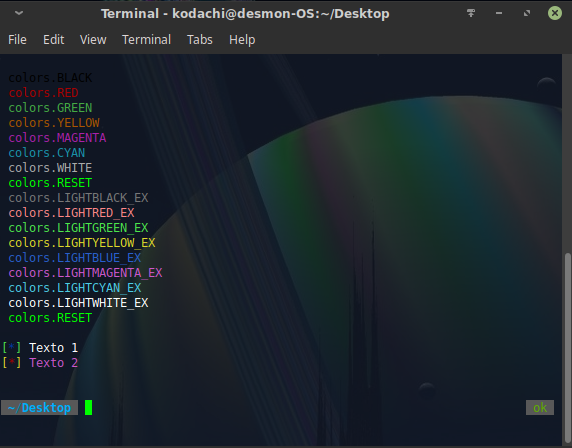 Terminal - kodachi@desmon-OS:~/Desktop
File Edit View Terminal Tabs Help
colors.BLACK
colors.RED
colors.GREEN
colors.YELLOW
colors.MAGENTA
colors.CYAN
colors.WHITE
colors.RESET
colors.LIGHTBLACK_EX
colors.LIGHTRED_EX
colors.LIGHTGREEN_EX
colors.LIGHTYELLOW_EX
colors.LIGHTBLUE_EX
colors.LIGHTMAGENTA_EX
colors.LIGHTCYAN_EX
colors.LIGHTWHITE_EX
colors.RESET
[*] Texto 1
[*] Texto 2
~/Desktop ok